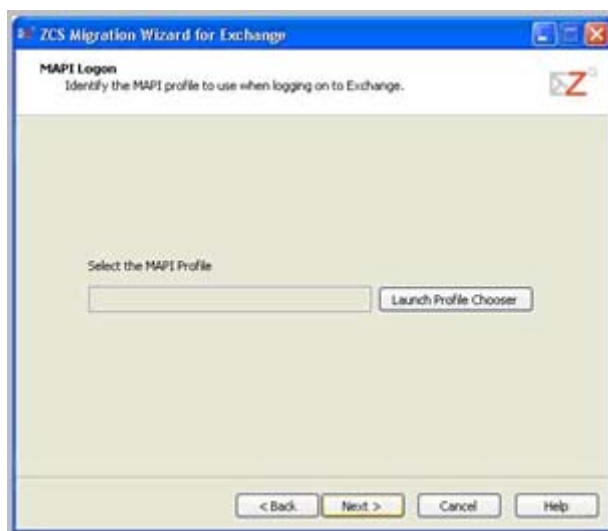 ZCS Migration Wizard for Exchange
MAPI Logon
Identify the MAPI profile to use when logging on to Exchange.
Z
Select the MAPI Profile
Launch Profile Chooser
< Back Next > Cancel Help